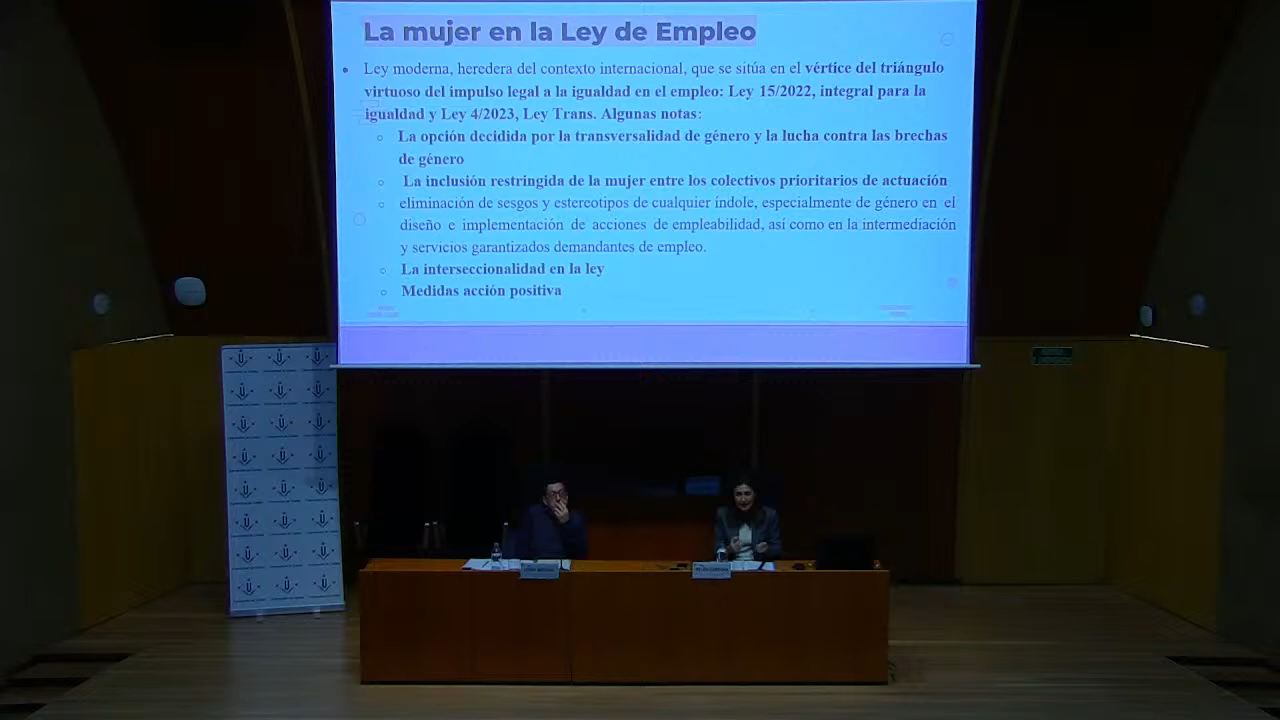 La mujer en la Ley de Empleo
• Ley moderna, heredera del contexto internacional, que se sitúa en el vértice del triángulo
virtuoso del impulso legal a la igualdad en el empleo: Ley 15/2022, integral para la
igualdad y Ley 4/2023, Ley Trans. Algunas notas:
○ La opción decidida por la transversalidad de género y la lucha contra las brechas
de género
○ La inclusión restringida de la mujer entre los colectivos prioritarios de actuación
○ eliminación de sesgos y estereotipos de cualquier índole, especialmente de género en el
diseño e implementación de acciones de empleabilidad, así como en la intermediación
y servicios garantizados demandantes de empleo.
○ La interseccionalidad en la ley
○ Medidas acción positiva